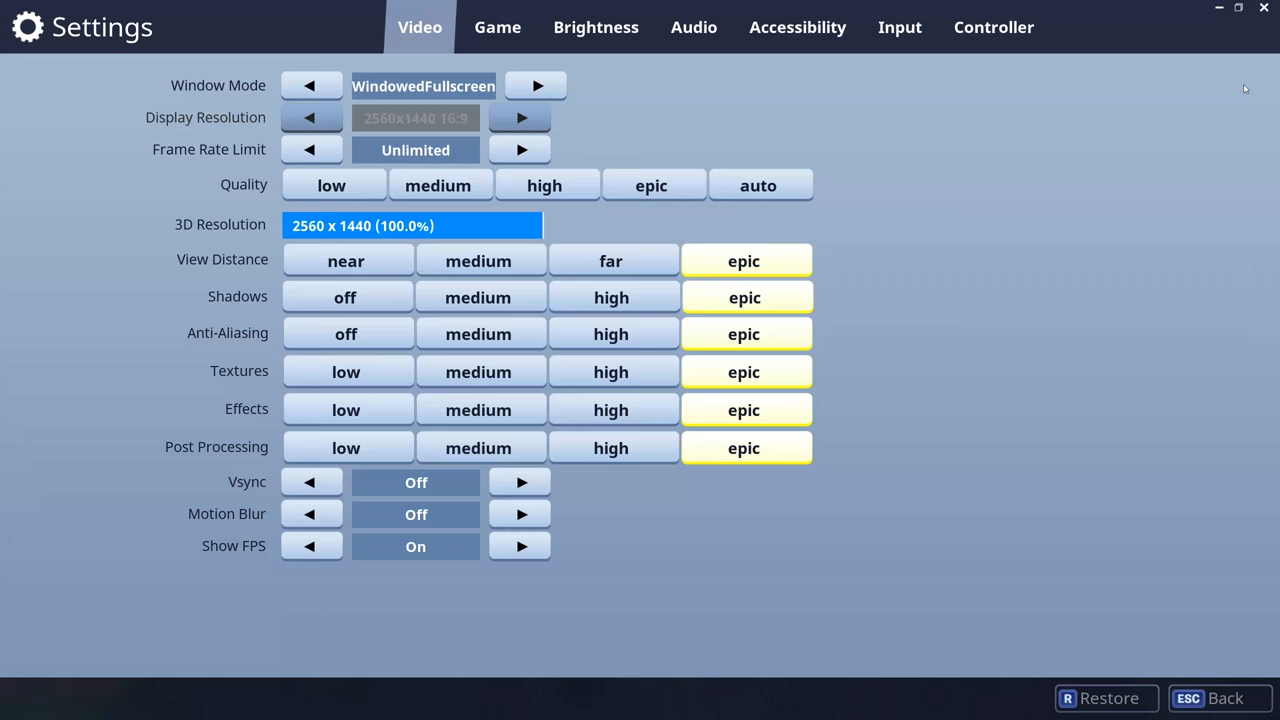 Settings
Video Game Brightness Audio Accessibility Input Controller
Window Mode WindowedFullscreen
Display Resolution 2560x1440 16:9
Frame Rate Limit Unlimited
Quality low medium high epic auto
3D Resolution 2560 x 1440 (100.0%)
View Distance near medium far epic
Shadows off medium high epic
Anti-Aliasing off medium high epic
Textures low medium high epic
Effects low medium high epic
Post Processing low medium high epic
Vsync Off
Motion Blur Off
Show FPS On
R Restore ESC Back